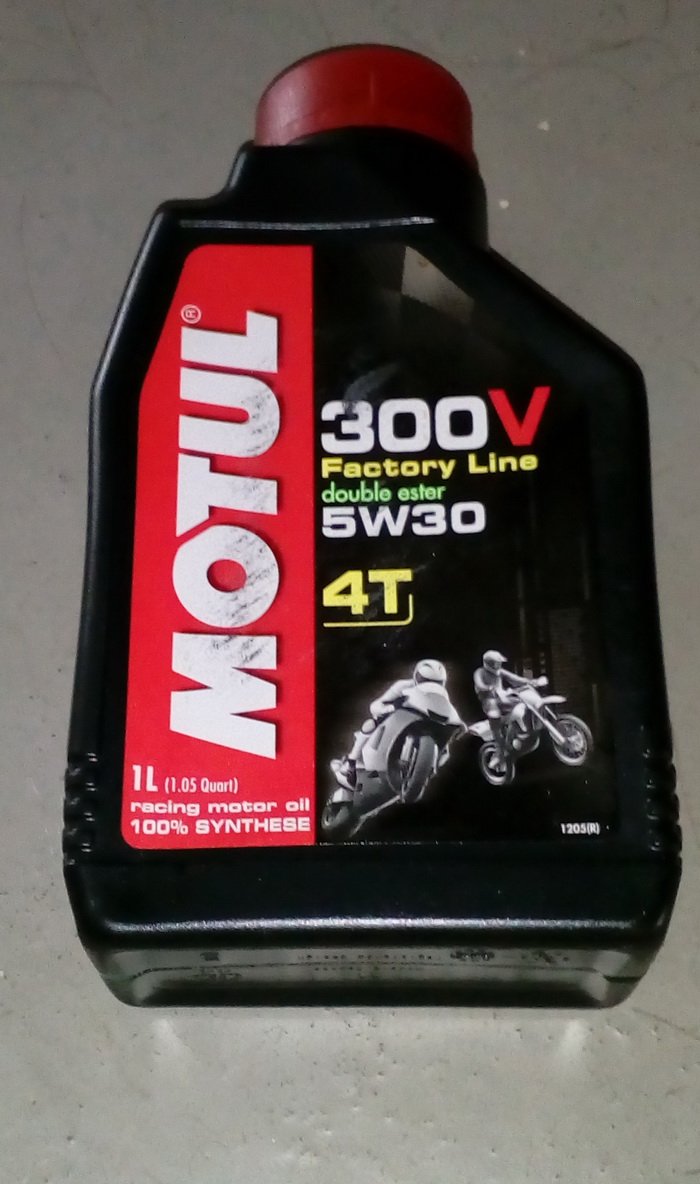 MOTUL®
300V
Factory Line
double ester
5W30
4T
1L (1.05 Quart)
racing motor oil
100% SYNTHESE
1205(R)